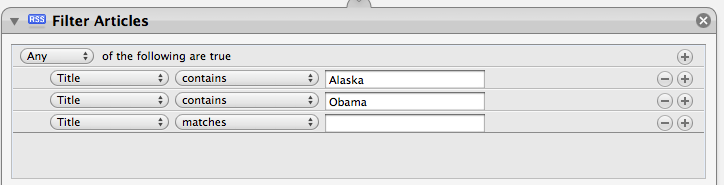 RSS Filter Articles
Any of the following are true
Title contains Alaska
Title contains Obama
Title matches